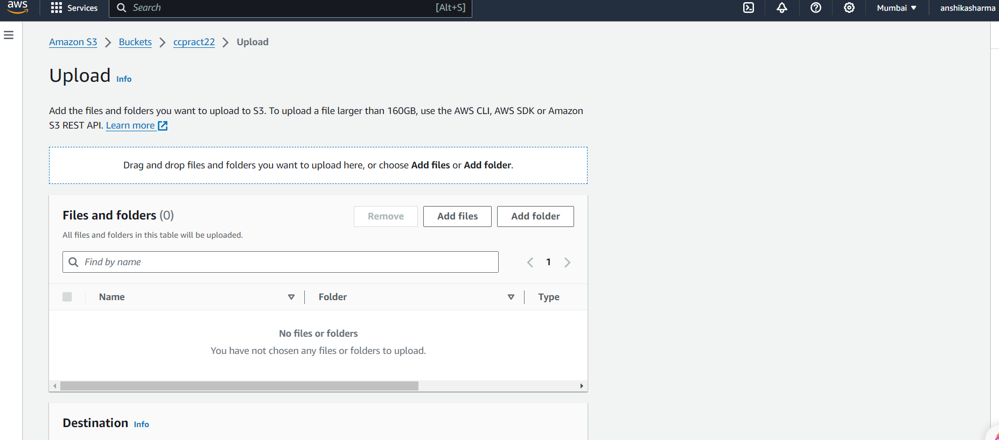 aws
Services
Search
[Alt+S]
Mumbai
anshikasharma
Amazon S3 > Buckets > ccpract22 > Upload
Upload Info
Add the files and folders you want to upload to S3. To upload a file larger than 160GB, use the AWS CLI, AWS SDK or Amazon
S3 REST API. Learn more
Drag and drop files and folders you want to upload here, or choose Add files or Add folder.
Files and folders (0)
Remove
Add files
Add folder
All files and folders in this table will be uploaded.
Find by name
1
Name
Folder
Type
No files or folders
You have not chosen any files or folders to upload.
Destination Info